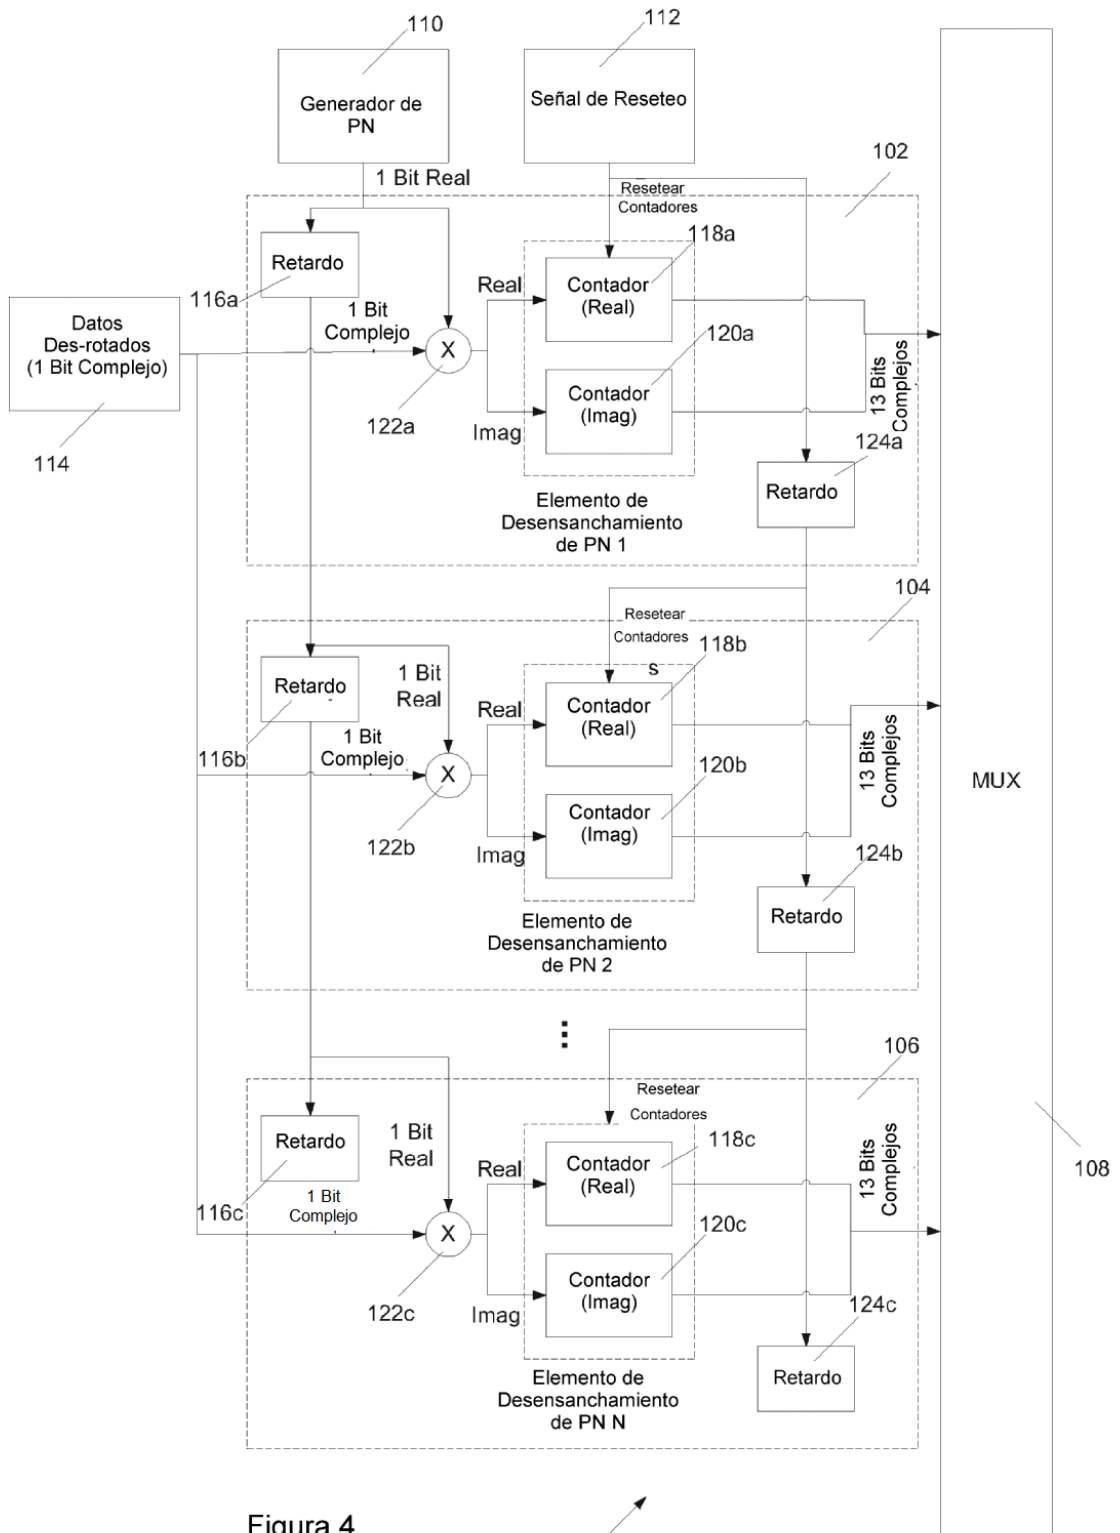 110
112
Generador de
PN
Señal de Reseteo
1 Bit Real
102
Resetear
Contadores
118a
Retardo
116a
Real
Contador
(Real)
1 Bit
Complejo
Datos
Des-rotados
(1 Bit Complejo)
114
X
122a
120a
Contador
(Imag)
Imag
13 Bits
Complejos
124a
Retardo
Elemento de
Desensanchamiento
de PN 1
104
Resetear
Contadores
s
118b
Retardo
116b
1 Bit
Real
Real
Contador
(Real)
1 Bit
Complejo
X
122b
120b
Contador
(Imag)
Imag
13 Bits
Complejos
MUX
124b
Retardo
Elemento de
Desensanchamiento
de PN 2
...
106
Resetear
Contadores
118c
Retardo
116c
1 Bit
Real
Real
Contador
(Real)
1 Bit
Complejo
X
122c
120c
Contador
(Imag)
Imag
13 Bits
Complejos
108
124c
Retardo
Elemento de
Desensanchamiento
de PN N
Figura 4